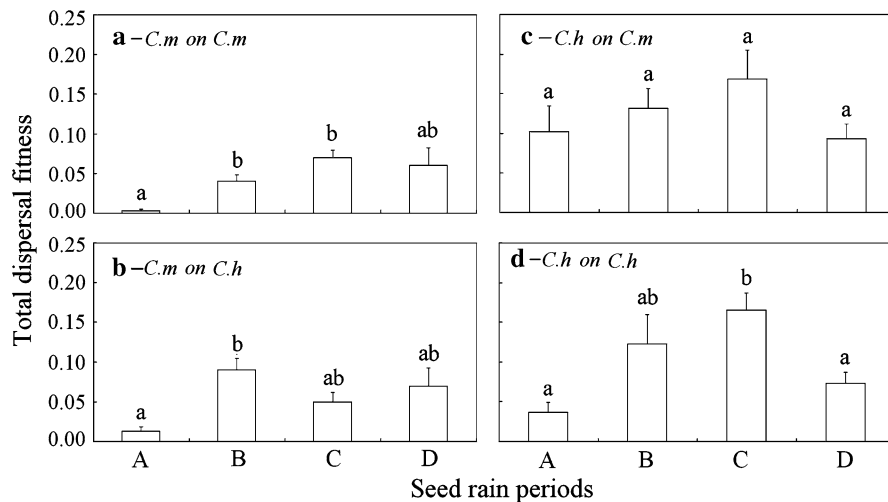 Total dispersal fitness
0.25
0.20
0.15
0.10
0.05
0.00
a –C.m on C.m
a
b
b
ab
c –C.h on C.m
a
a
a
a
0.25
0.20
0.15
0.10
0.05
0.00
b –C.m on C.h
a
b
ab
ab
A
B
C
D
d –C.h on C.h
a
ab
b
a
A
B
C
D
Seed rain periods